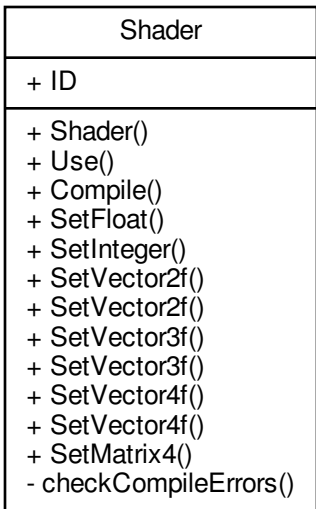 Shader
+ ID
+ Shader()
+ Use()
+ Compile()
+ SetFloat()
+ SetInteger()
+ SetVector2f()
+ SetVector2f()
+ SetVector3f()
+ SetVector3f()
+ SetVector4f()
+ SetVector4f()
+ SetMatrix4()
- checkCompileErrors()